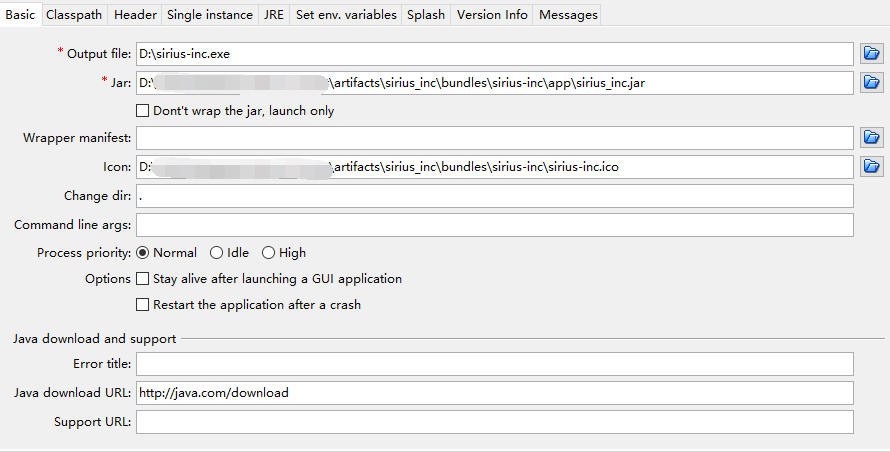 Basic Classpath Header Single instance JRE Set env. variables Splash Version Info Messages
* Output file: D:\sirius-inc.exe
* Jar: D:\ \artifacts\sirius_inc\bundles\sirius-inc\app\sirius_inc.jar
Dont't wrap the jar, launch only
Wrapper manifest:
Icon: D: \artifacts\sirius_inc\bundles\sirius-inc\sirius-inc.ico
Change dir: .
Command line args:
Process priority: Normal Idle High
Options Stay alive after launching a GUI application
Restart the application after a crash
Java download and support
Error title:
Java download URL: http://java.com/download
Support URL: